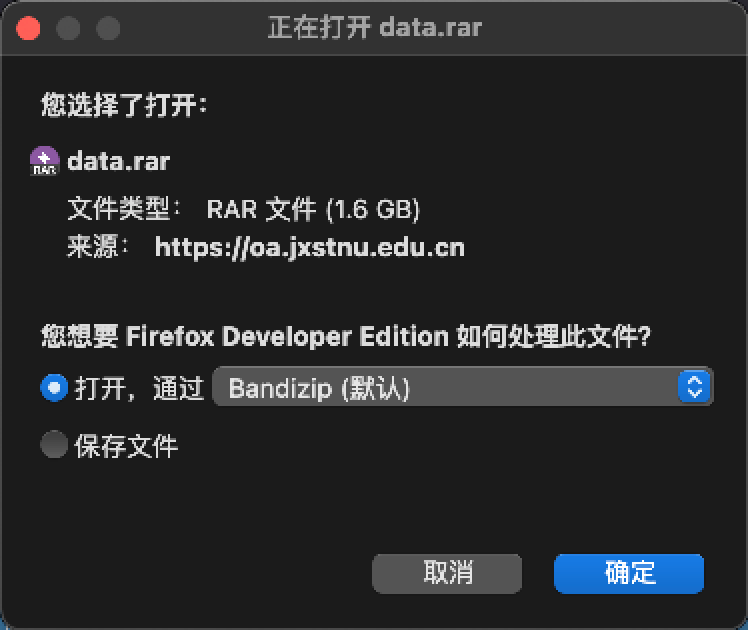 正在打开 data.rar
您选择了打开：
RAR
data.rar
文件类型： RAR 文件 (1.6 GB)
来源： https://oa.jxstnu.edu.cn
您想要 Firefox Developer Edition 如何处理此文件?
打开，通过 Bandizip (默认)
保存文件
取消 确定